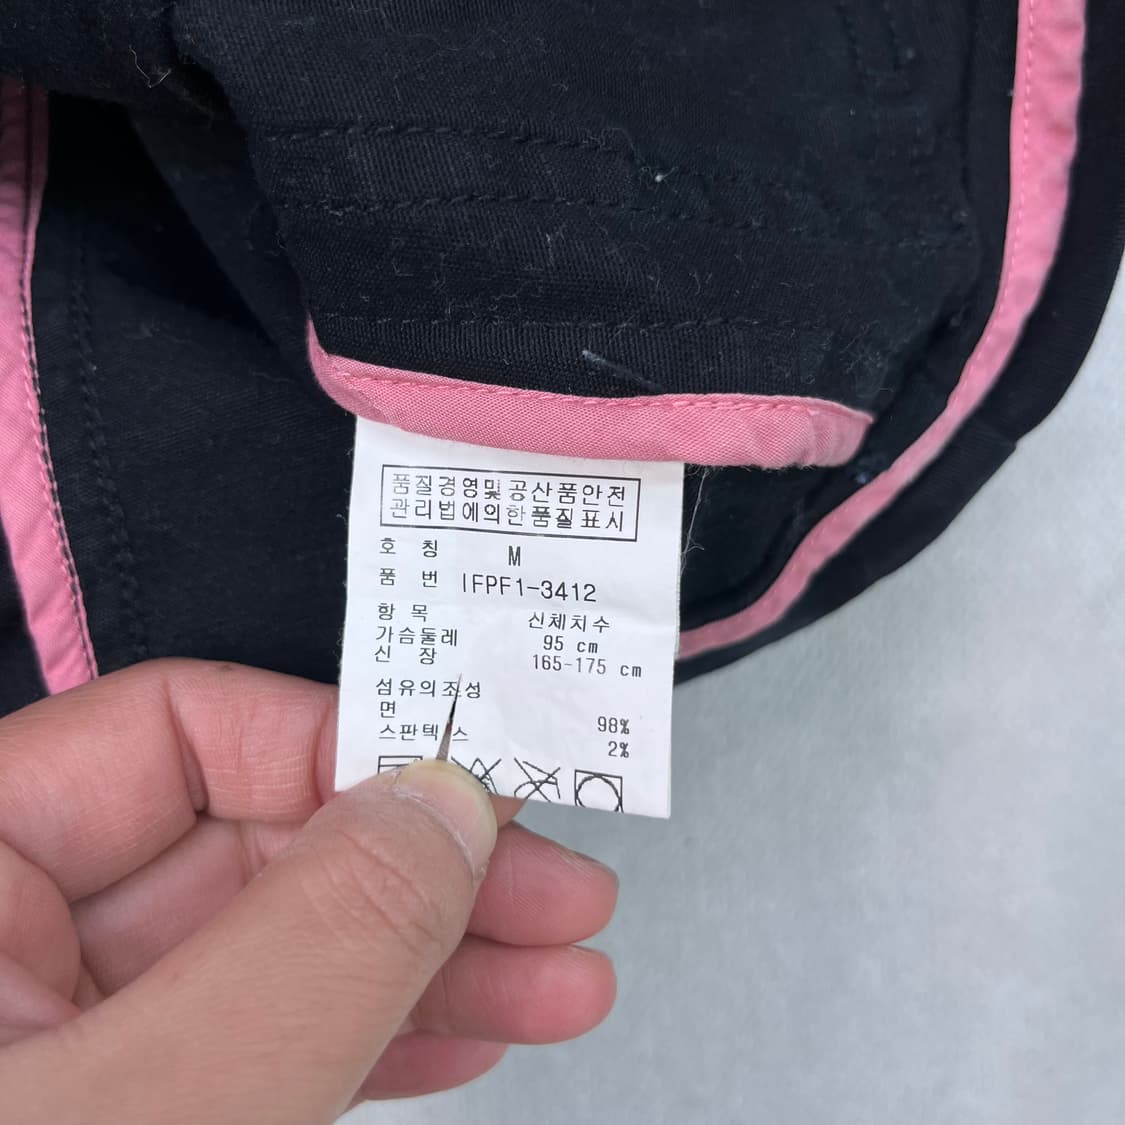 품질경영및공산품안전
관리법에의한품질표시
호 칭 M
품 번 IFPF1-3412
항 목 신체치수
가슴둘레 95 cm
신 장 165-175 cm
섬유의조성
면 98%
스판텍스 2%